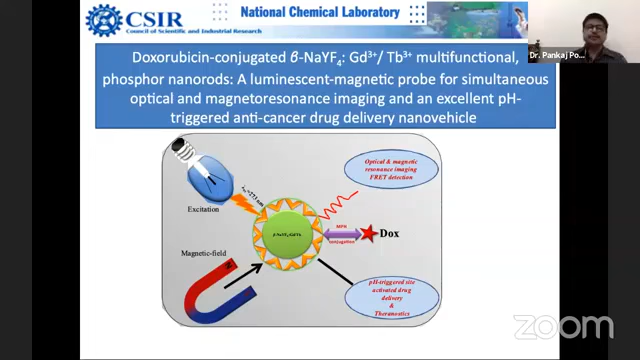 CSIR
Council of Scientific and Industrial Research
National Chemical Laboratory
Dr. Pankaj Po...
Doxorubicin-conjugated β-NaYF₄: Gd³⁺/ Tb³⁺ multifunctional,
phosphor nanorods: A luminescent-magnetic probe for simultaneous
optical and magnetoresonance imaging and an excellent pH-
triggered anti-cancer drug delivery nanovehicle
Optical & magnetic
resonance imaging
FRET detection
Excitation
Magnetic-field
conjugation
Dox
pH-triggered site
activated drug
delivery
&
Theranostics
zoom